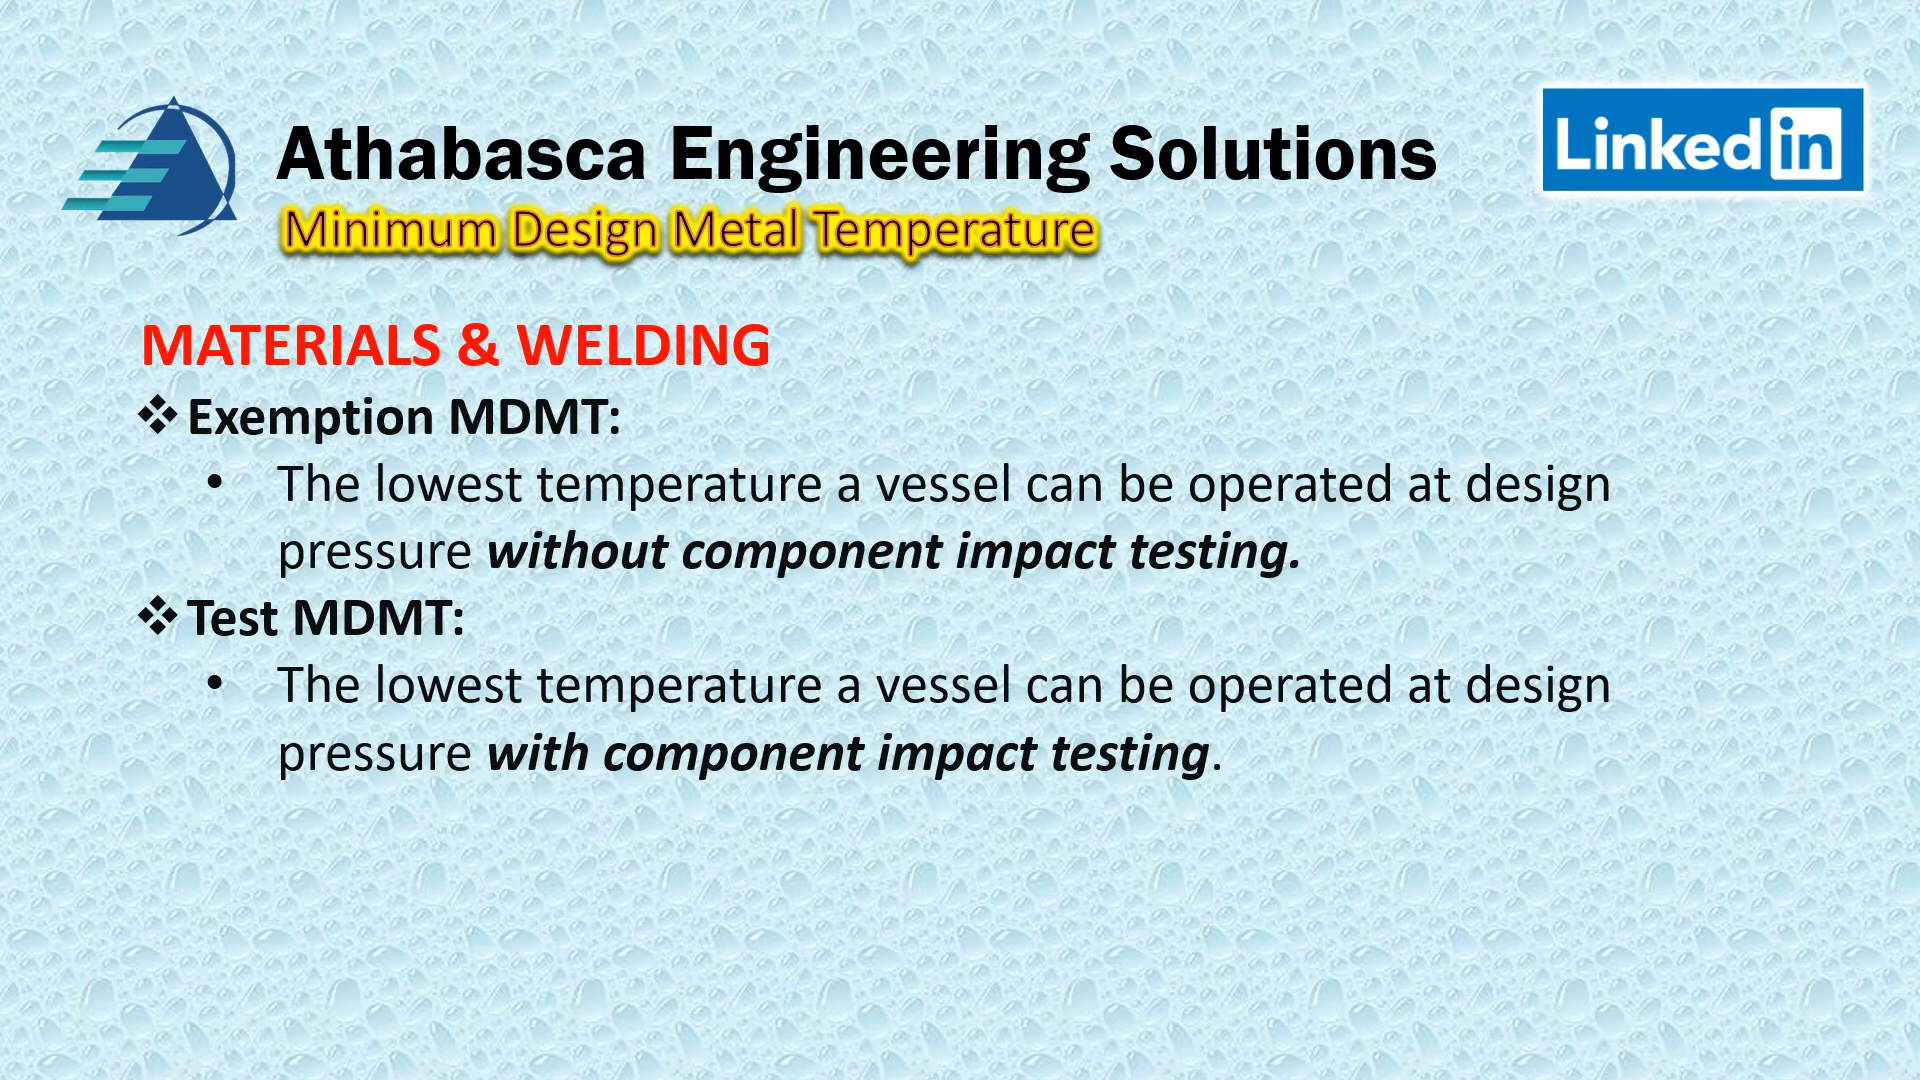 Athabasca Engineering Solutions
Linked in
Minimum Design Metal Temperature
MATERIALS & WELDING
❖ Exemption MDMT:
• The lowest temperature a vessel can be operated at design
pressure without component impact testing.
❖ Test MDMT:
• The lowest temperature a vessel can be operated at design
pressure with component impact testing.